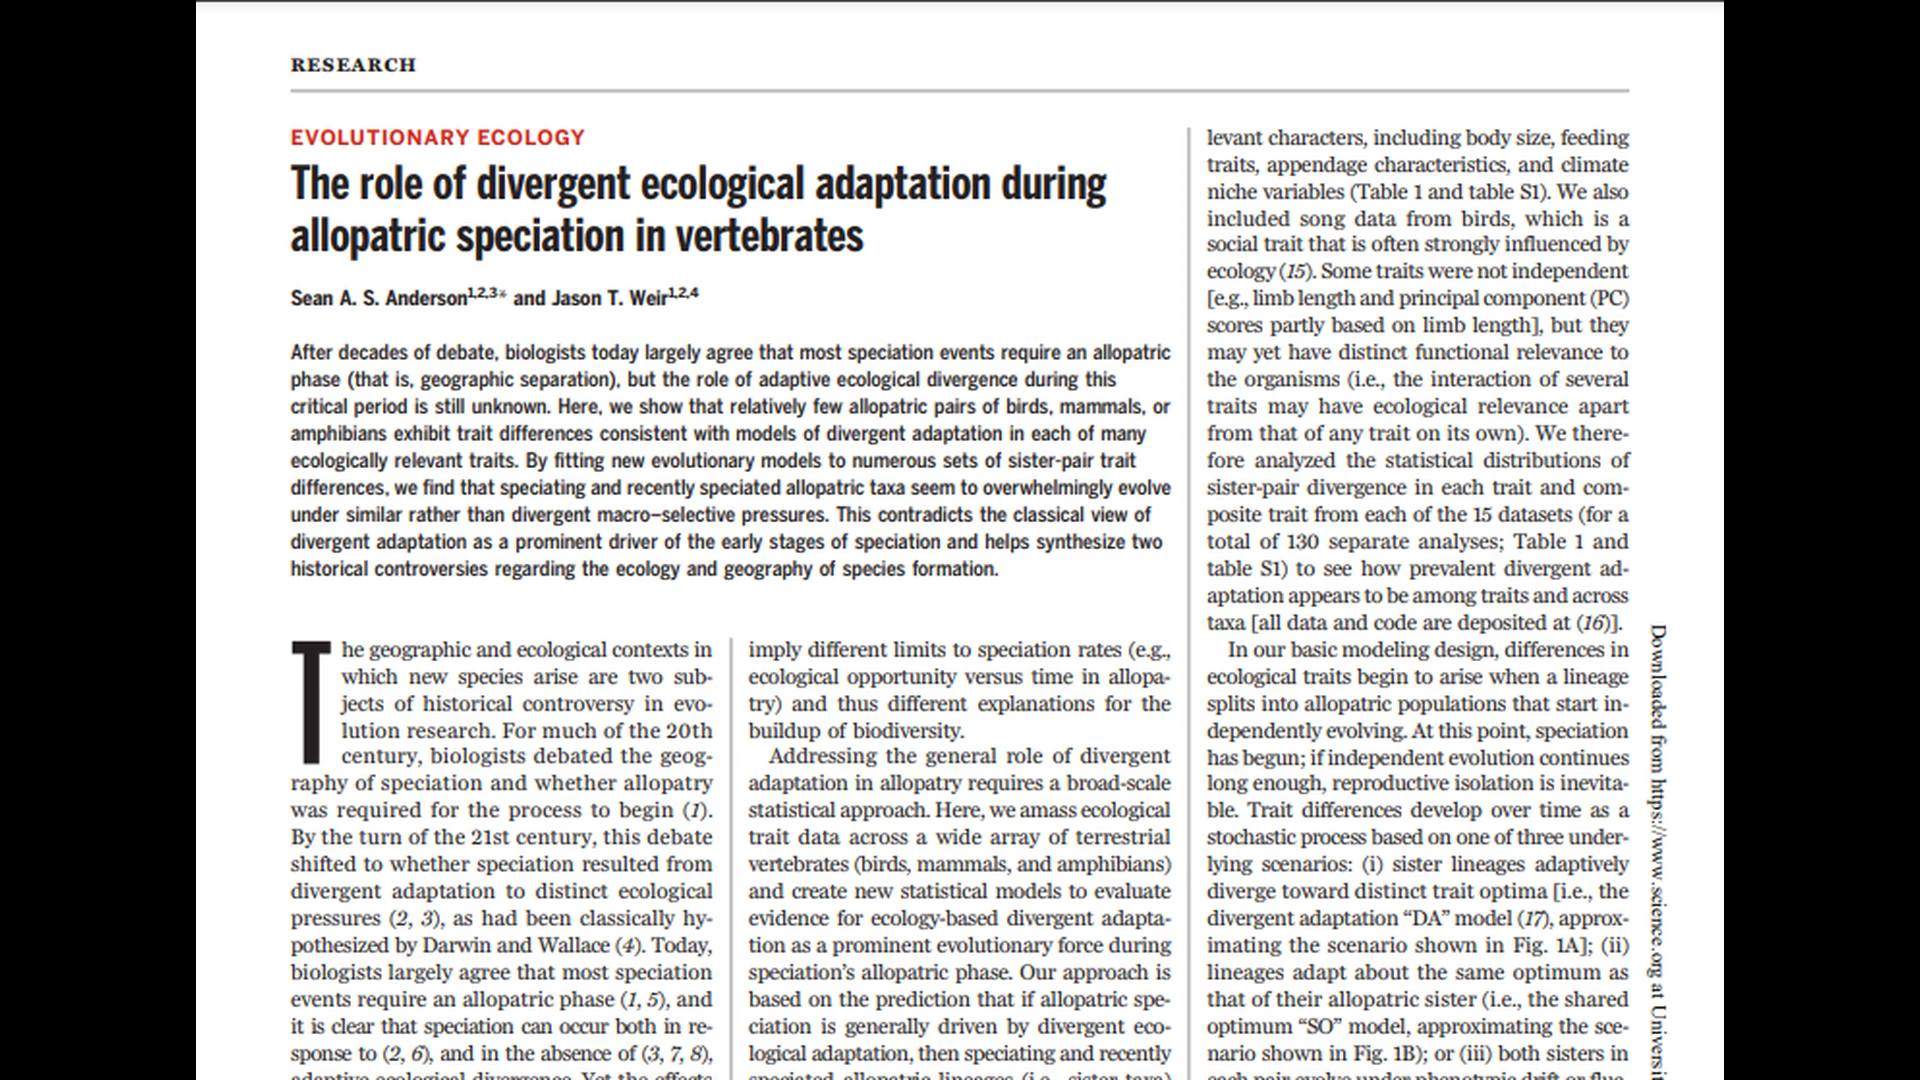 RESEARCH
EVOLUTIONARY ECOLOGY
The role of divergent ecological adaptation during
allopatric speciation in vertebrates
Sean A. S. Anderson1,2,3* and Jason T. Weir1,2,4
After decades of debate, biologists today largely agree that most speciation events require an allopatric
phase (that is, geographic separation), but the role of adaptive ecological divergence during this
critical period is still unknown. Here, we show that relatively few allopatric pairs of birds, mammals, or
amphibians exhibit trait differences consistent with models of divergent adaptation in each of many
ecologically relevant traits. By fitting new evolutionary models to numerous sets of sister-pair trait
differences, we find that speciating and recently speciated allopatric taxa seem to overwhelmingly evolve
under similar rather than divergent macro–selective pressures. This contradicts the classical view of
divergent adaptation as a prominent driver of the early stages of speciation and helps synthesize two
historical controversies regarding the ecology and geography of species formation.
The geographic and ecological contexts in
which new species arise are two sub-
jects of historical controversy in evo-
lution research. For much of the 20th
century, biologists debated the geog-
raphy of speciation and whether allopatry
was required for the process to begin (1).
By the turn of the 21st century, this debate
shifted to whether speciation resulted from
divergent adaptation to distinct ecological
pressures (2, 3), as had been classically hy-
pothesized by Darwin and Wallace (4). Today,
biologists largely agree that most speciation
events require an allopatric phase (1, 5), and
it is clear that speciation can occur both in re-
sponse to (2, 6), and in the absence of (3, 7, 8),
adaptive ecological divergence. Yet the effects
imply different limits to speciation rates (e.g.,
ecological opportunity versus time in allopa-
try) and thus different explanations for the
buildup of biodiversity.
Addressing the general role of divergent
adaptation in allopatry requires a broad-scale
statistical approach. Here, we amass ecological
trait data across a wide array of terrestrial
vertebrates (birds, mammals, and amphibians)
and create new statistical models to evaluate
evidence for ecology-based divergent adapta-
tion as a prominent evolutionary force during
speciation's allopatric phase. Our approach is
based on the prediction that if allopatric spe-
ciation is generally driven by divergent eco-
logical adaptation, then speciating and recently
speciated allopatric lineages (i.e., sister taxa)
levant characters, including body size, feeding
traits, appendage characteristics, and climate
niche variables (Table 1 and table S1). We also
included song data from birds, which is a
social trait that is often strongly influenced by
ecology (15). Some traits were not independent
[e.g., limb length and principal component (PC)
scores partly based on limb length], but they
may yet have distinct functional relevance to
the organisms (i.e., the interaction of several
traits may have ecological relevance apart
from that of any trait on its own). We there-
fore analyzed the statistical distributions of
sister-pair divergence in each trait and com-
posite trait from each of the 15 datasets (for a
total of 130 separate analyses; Table 1 and
table S1) to see how prevalent divergent ad-
aptation appears to be among traits and across
taxa [all data and code are deposited at (16)].
In our basic modeling design, differences in
ecological traits begin to arise when a lineage
splits into allopatric populations that start in-
dependently evolving. At this point, speciation
has begun; if independent evolution continues
long enough, reproductive isolation is inevita-
ble. Trait differences develop over time as a
stochastic process based on one of three under-
lying scenarios: (i) sister lineages adaptively
diverge toward distinct trait optima [i.e., the
divergent adaptation “DA” model (17), approx-
imating the scenario shown in Fig. 1A]; (ii)
lineages adapt about the same optimum as
that of their allopatric sister (i.e., the shared
optimum “SO” model, approximating the sce-
nario shown in Fig. 1B); or (iii) both sisters in
each pair evolve under phenotypic drift or fluc-
Downloaded from https://www.science.org at Universit